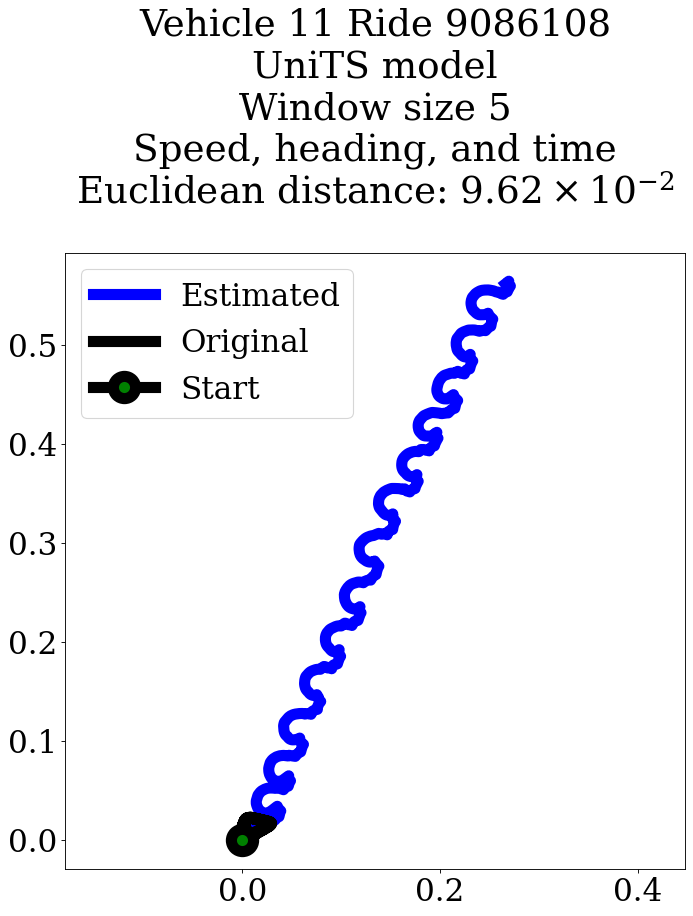 Vehicle 11 Ride 9086108
UniTS model
Window size 5
Speed, heading, and time
Euclidean distance: 9.62 × 10⁻²
Estimated
Original
Start
0.5
0.4
0.3
0.2
0.1
0.0
0.0 0.2 0.4